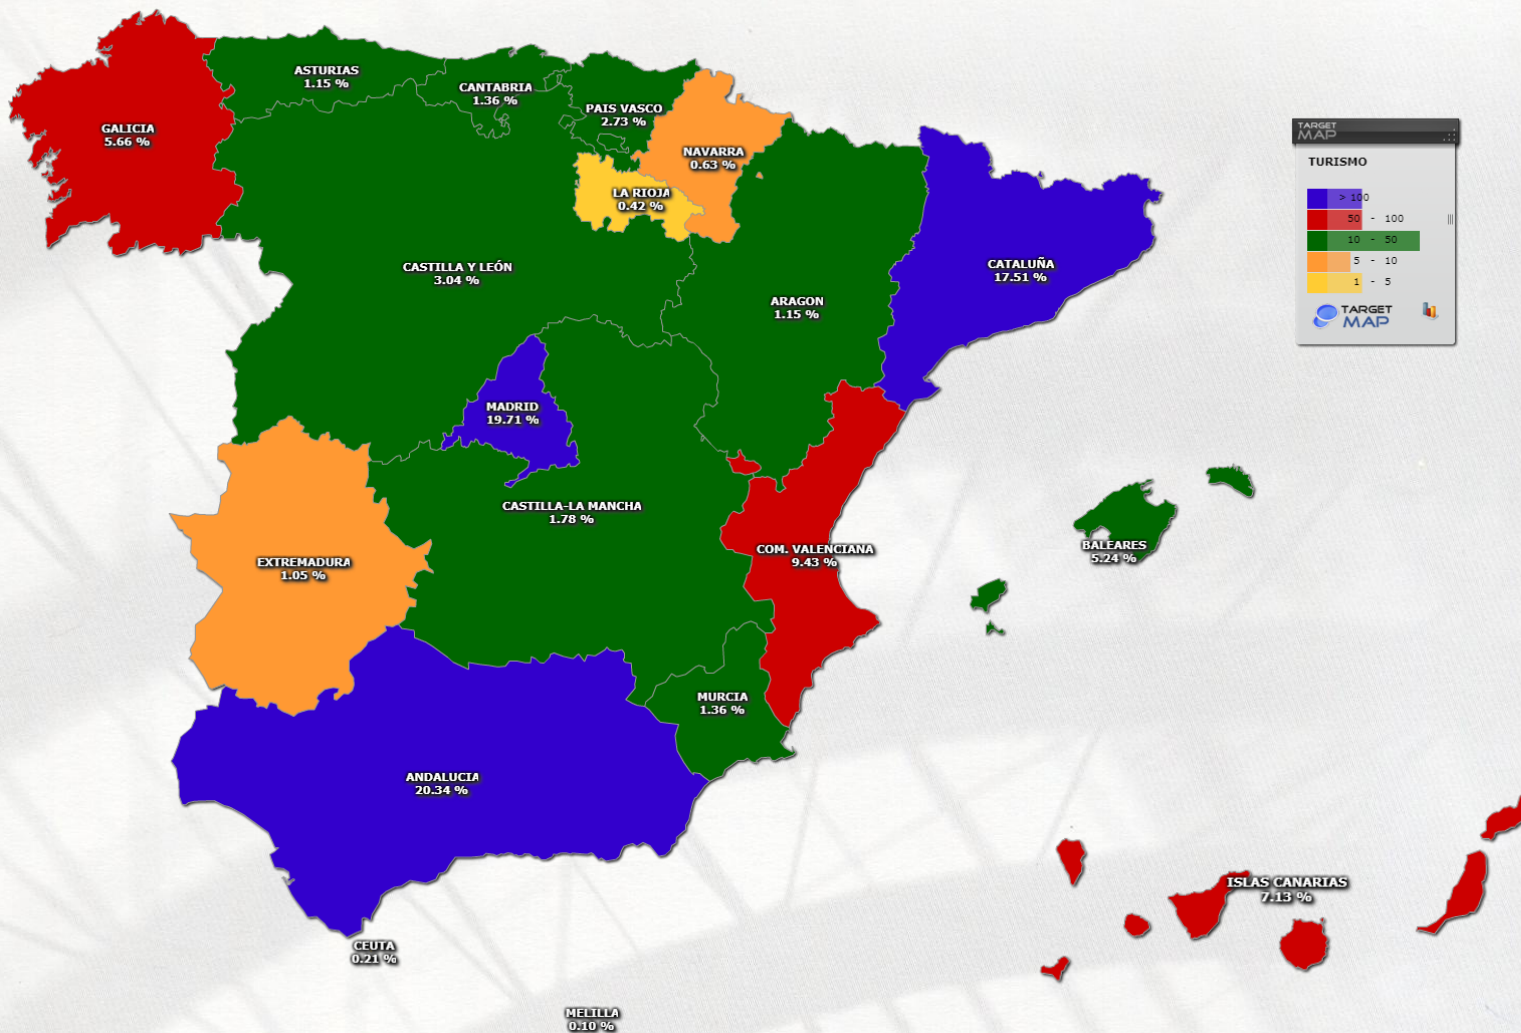 ASTURIAS
1.15 %
CANTABRIA
1.36 %
PAIS VASCO
2.73 %
GALICIA
5.66 %
NAVARRA
0.63 %
LA RIOJA
0.42 %
CASTILLA Y LEÓN
3.04 %
CATALUÑA
17.51 %
ARAGON
1.15 %
MADRID
19.71 %
CASTILLA-LA MANCHA
1.78 %
COM. VALENCIANA
9.43 %
BALEARES
5.24 %
EXTREMADURA
1.05 %
MURCIA
1.36 %
ANDALUCIA
20.34 %
ISLAS CANARIAS
7.13 %
CEUTA
0.21 %
MELILLA
0.10 %
TARGET
MAP
TURISMO
> 100
50 - 100
10 - 50
5 - 10
1 - 5
TARGET
MAP